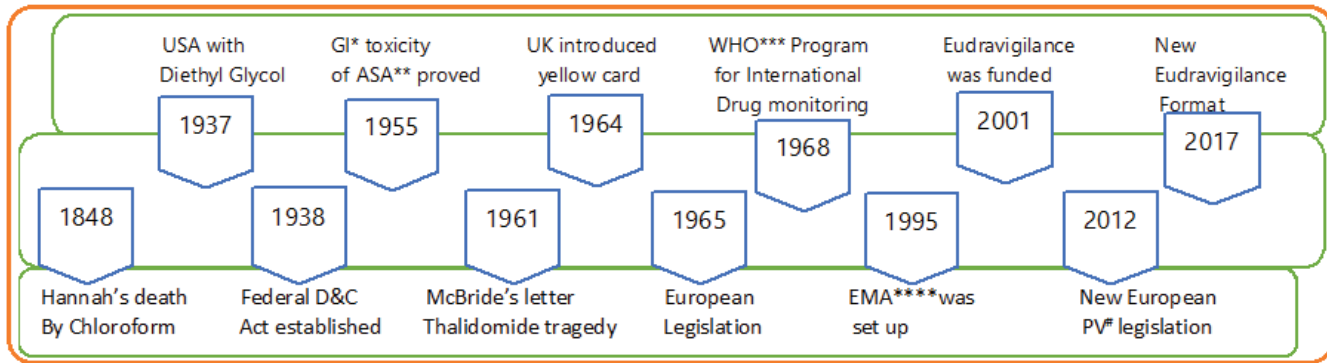 USA with
Diethyl Glycol
GI* toxicity
of ASA** proved
UK introduced
yellow card
WHO*** Program
for International
Drug monitoring
Eudravigilance
was funded
New
Eudravigilance
Format
1937
1955
1964
1968
2001
2017
1848
1938
1961
1965
1995
2012
Hannah’s death
By Chloroform
Federal D&C
Act established
McBride’s letter
Thalidomide tragedy
European
Legislation
EMA****was
set up
New European
PV# legislation